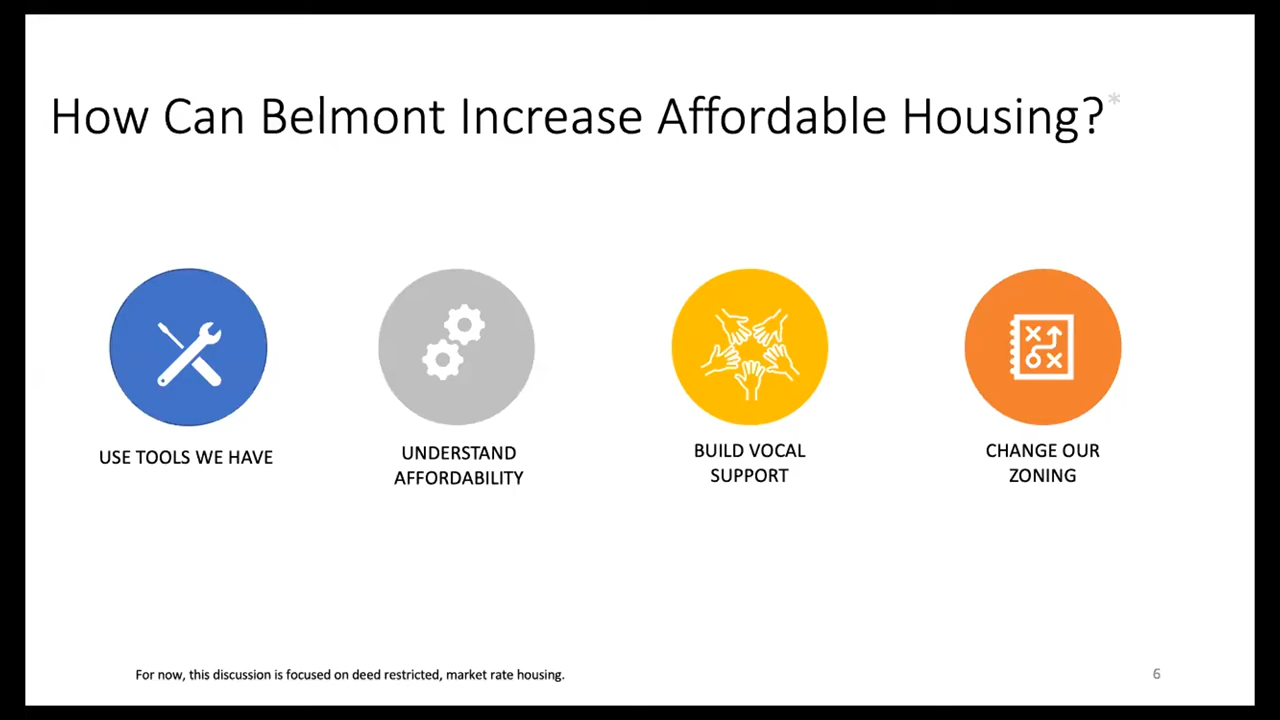 How Can Belmont Increase Affordable Housing?*
USE TOOLS WE HAVE
UNDERSTAND
AFFORDABILITY
BUILD VOCAL
SUPPORT
CHANGE OUR
ZONING
For now, this discussion is focused on deed restricted, market rate housing.
6